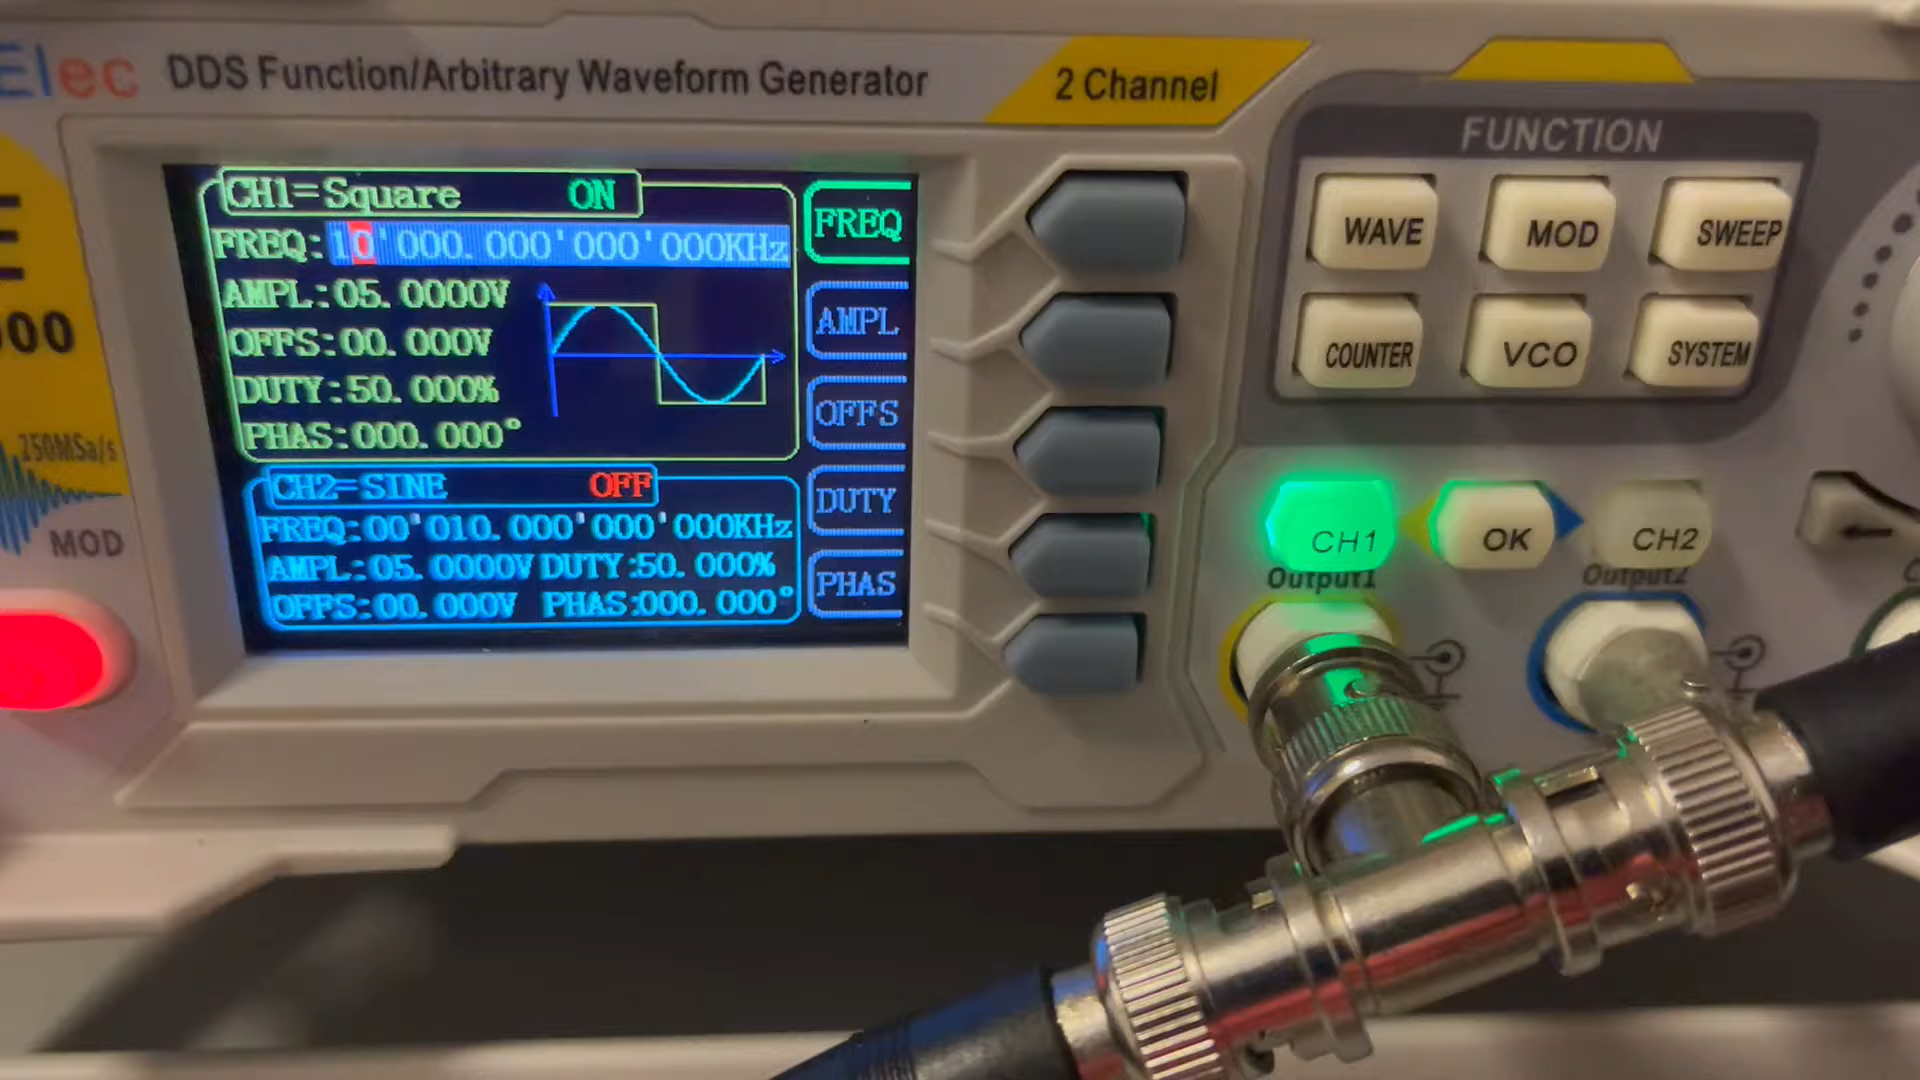 Elec DDS Function/Arbitrary Waveform Generator 2 Channel
CH1=Square ON
FREQ:10'000.000'000'000KHz
AMPL:05.0000V
OFFS:00.000V
DUTY:50.000%
PHAS:000.000°
CH2=SINE OFF
FREQ:00'010.000'000'000KHz
AMPL:05.0000V DUTY:50.000%
OFFS:00.000V PHAS:000.000°
FREQ
AMPL
OFFS
DUTY
PHAS
FUNCTION
WAVE MOD SWEEP
COUNTER VCO SYSTEM
CH1 OK CH2
Output1 Output2
250MSa/s
MOD